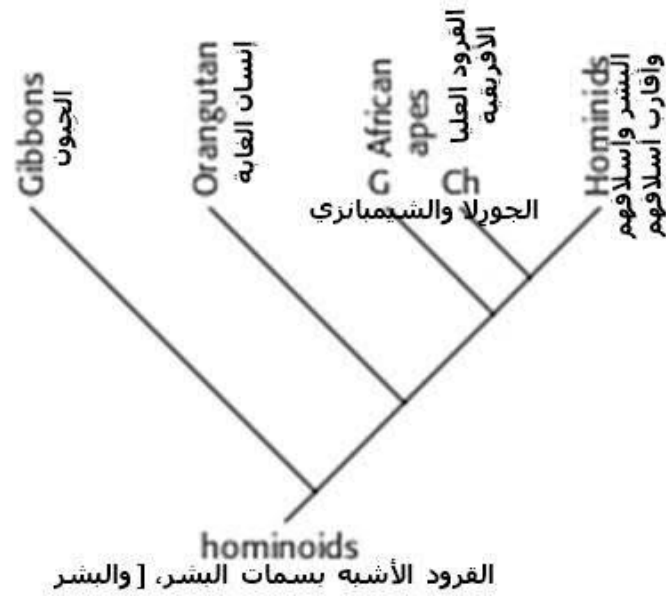 Gibbons
الجبون
Orangutan
إنسان الغابة
African
apes
القرود العليا
الأفريقية
G
Ch
الجورلا والشيمبانزي
Hominids
البشر وأسلافهم
وأقارب أسلافهم
hominoids
القرود الأشبه بسمات البشر، [ والبشر